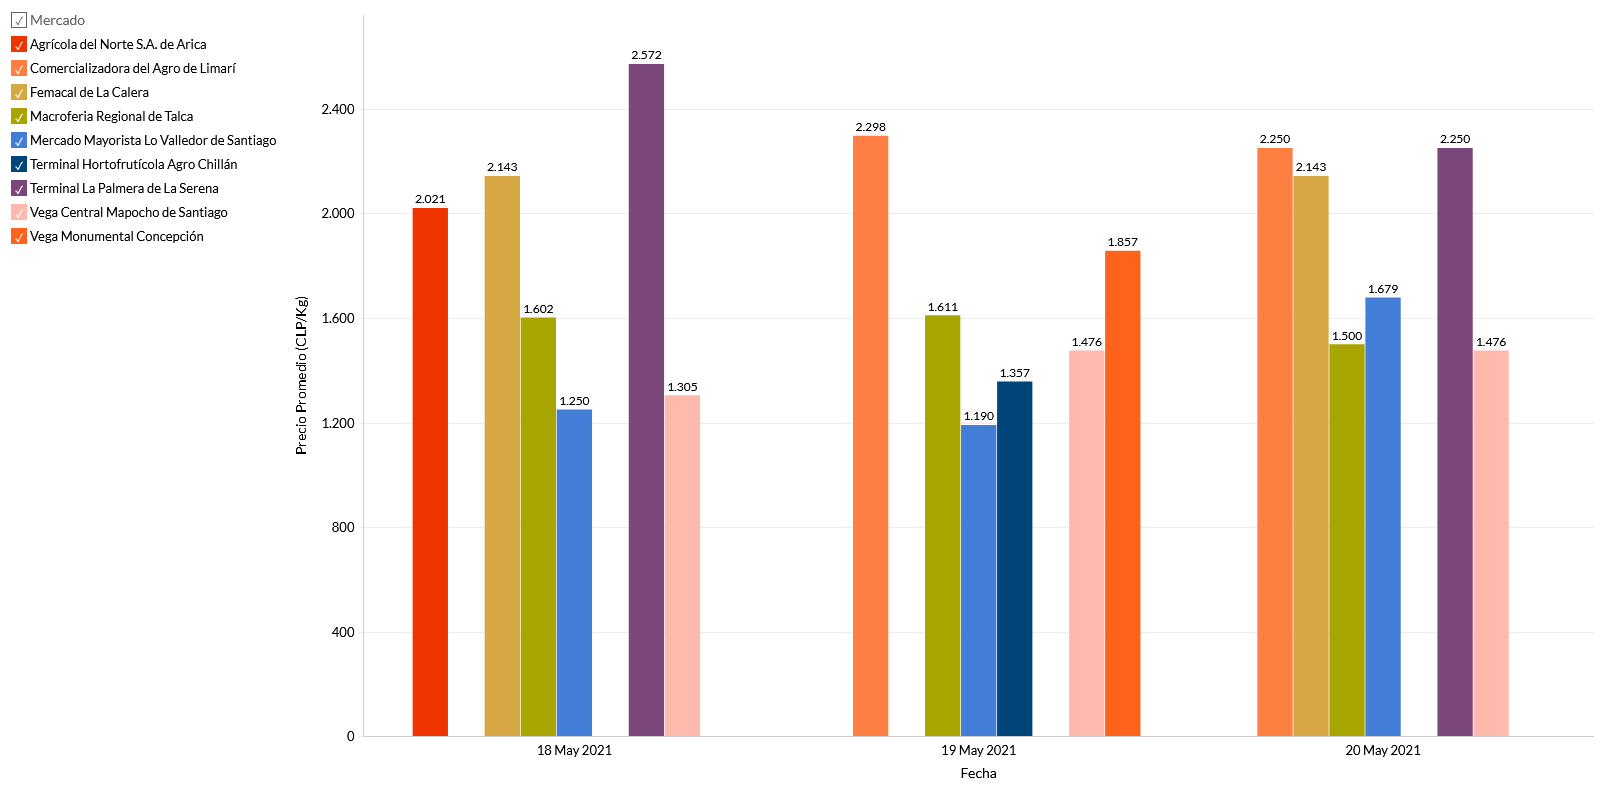 Mercado
Agrícola del Norte S.A. de Arica
Comercializadora del Agro de Limarí
Femacal de La Calera
Macroferia Regional de Talca
Mercado Mayorista Lo Valledor de Santiago
Terminal Hortofrutícola Agro Chillán
Terminal La Palmera de La Serena
Vega Central Mapocho de Santiago
Vega Monumental Concepción
Precio Promedio (CLP/Kg)
2.400
2.000
1.600
1.200
800
400
0
2.021
2.143
1.602
1.250
2.572
1.305
2.298
1.611
1.190
1.357
1.476
1.857
2.250
2.143
1.500
1.679
2.250
1.476
18 May 2021
19 May 2021
20 May 2021
Fecha